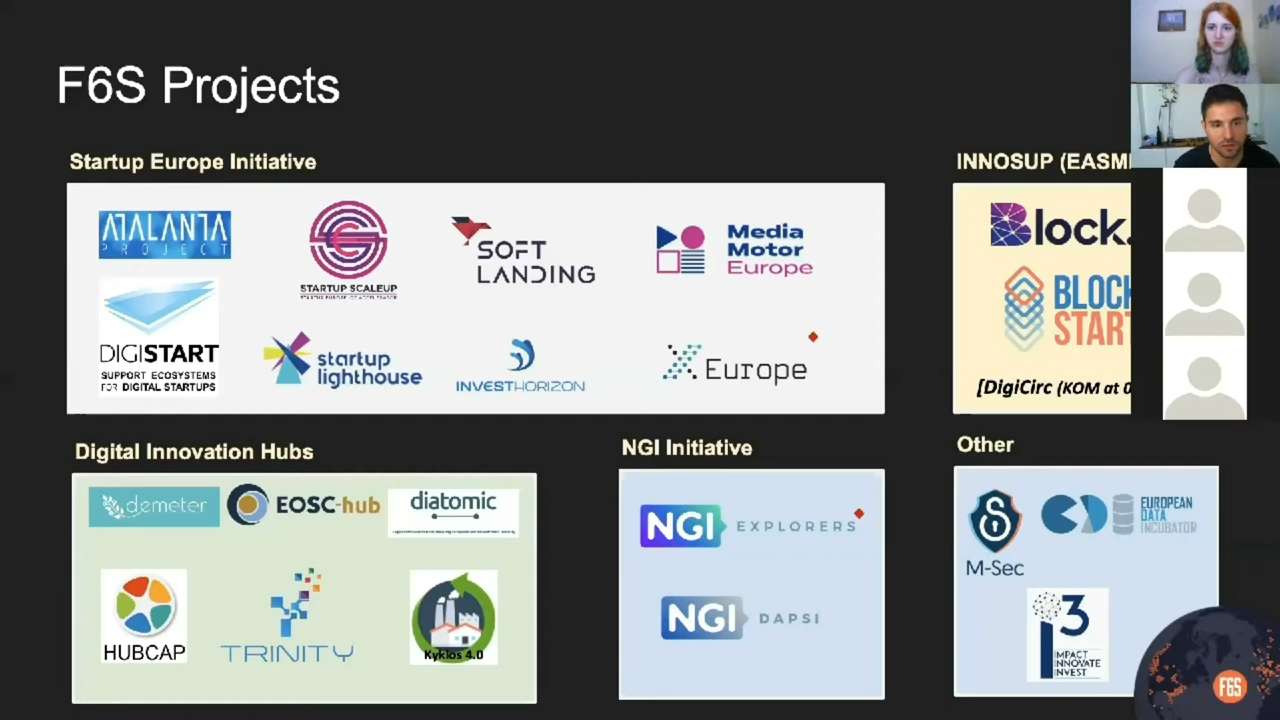 F6S Projects
Startup Europe Initiative
ATALANTA
PROJECT
STARTUP SCALEUP
SOFT
LANDING
Media
Motor
Europe
DIGISTART
SUPPORT ECOSYSTEMS
FOR DIGITAL STARTUPS
startup
lighthouse
INVESTHORIZON
Europe
INNOSUP (EASM
Block.
BLOCK
START
[DigiCirc (KOM at 0
Digital Innovation Hubs
demeter
EOSC-hub
diatomic
HUBCAP
TRINITY
Kyklos 4.0
NGI Initiative
NGI EXPLORERS
NGI DAPSI
Other
M-Sec
EUROPEAN
DATA
INCUBATOR
i3
IMPACT
INNOVATE
INVEST
F6S